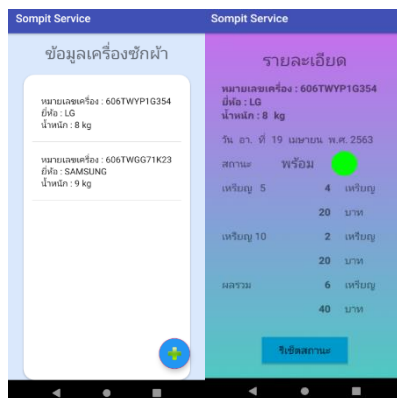 Sompit Service
ข้อมูลเครื่องซักผ้า
หมายเลขเครื่อง : 606TWYP1G354
ยี่ห้อ : LG
น้ำหนัก : 8 kg
หมายเลขเครื่อง : 606TWGG71K23
ยี่ห้อ : SAMSUNG
น้ำหนัก : 9 kg
Sompit Service
รายละเอียด
หมายเลขเครื่อง : 606TWYP1G354
ยี่ห้อ : LG
น้ำหนัก : 8 kg
วัน อา. ที่ 19 เมษายน พ.ศ. 2563
สถานะ พร้อม
เหรียญ 5 4 เหรียญ
20 บาท
เหรียญ 10 2 เหรียญ
20 บาท
ผลรวม 6 เหรียญ
40 บาท
รีเซ็ตสถานะ